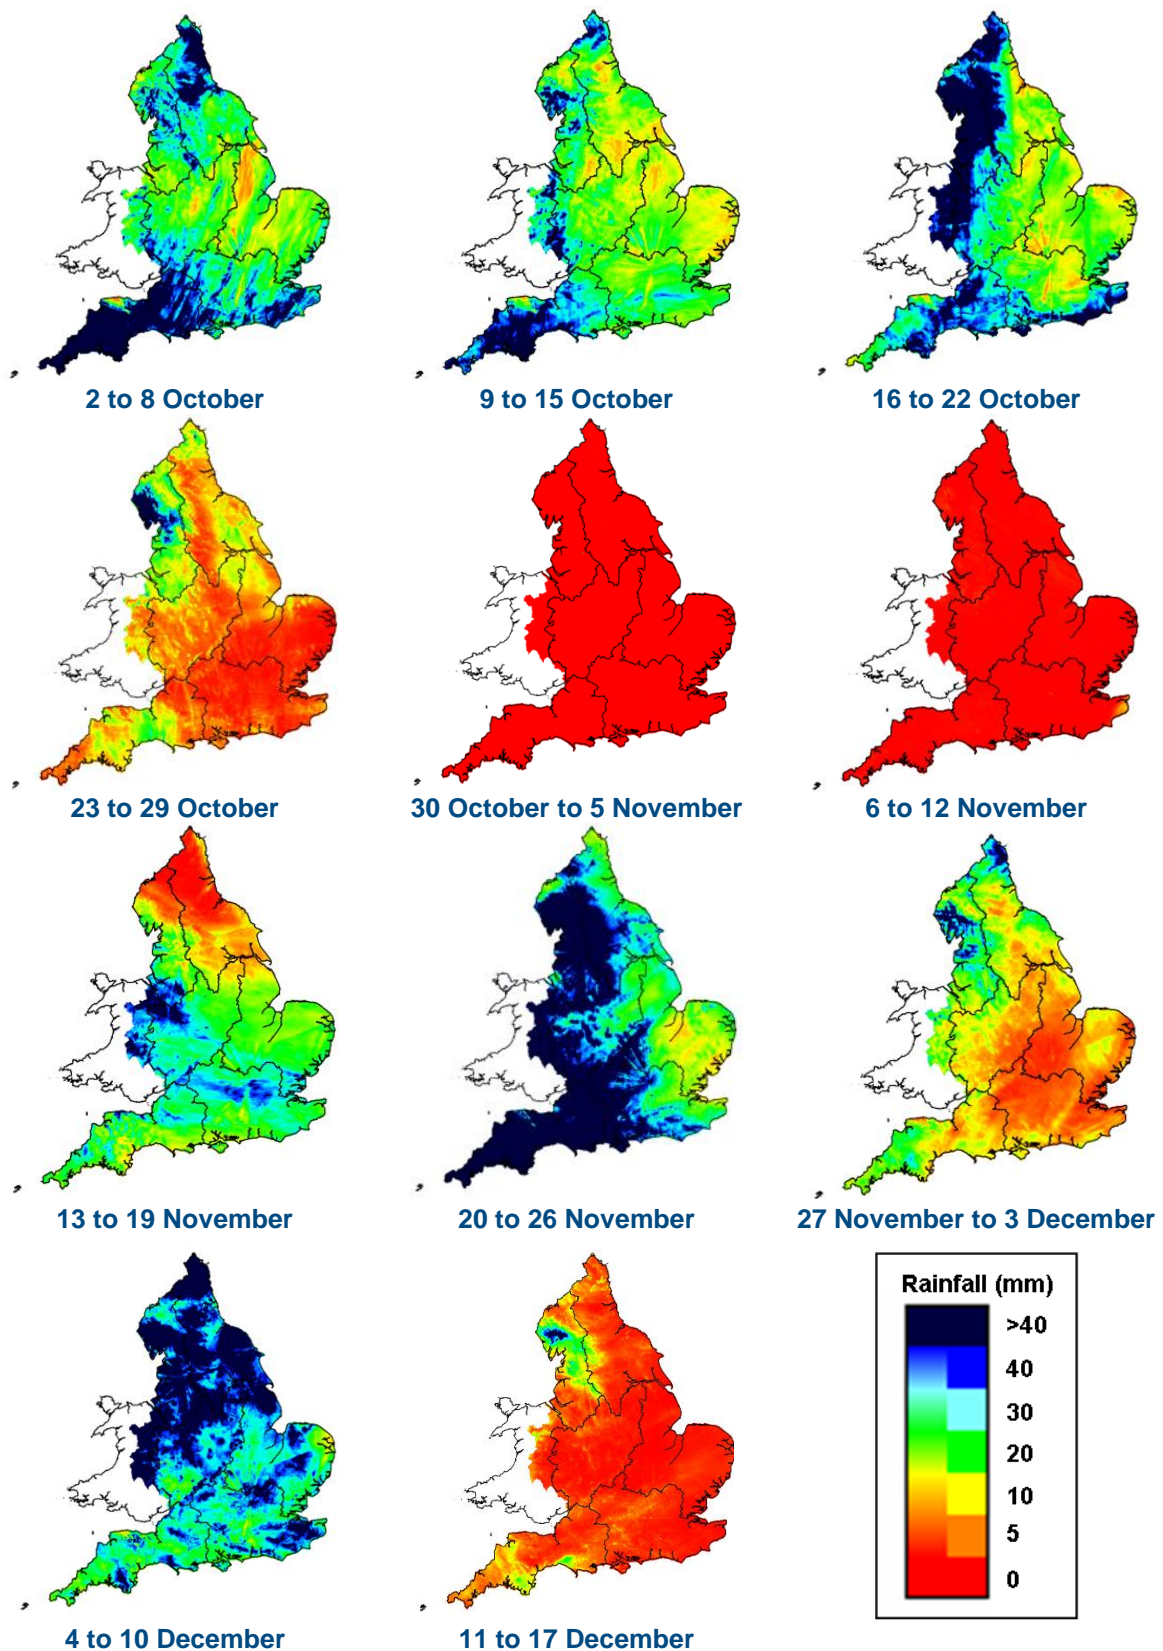 2 to 8 October
9 to 15 October
16 to 22 October
23 to 29 October
30 October to 5 November
6 to 12 November
13 to 19 November
20 to 26 November
27 November to 3 December
4 to 10 December
11 to 17 December
Rainfall (mm)
>40
40
30
20
10
5
0